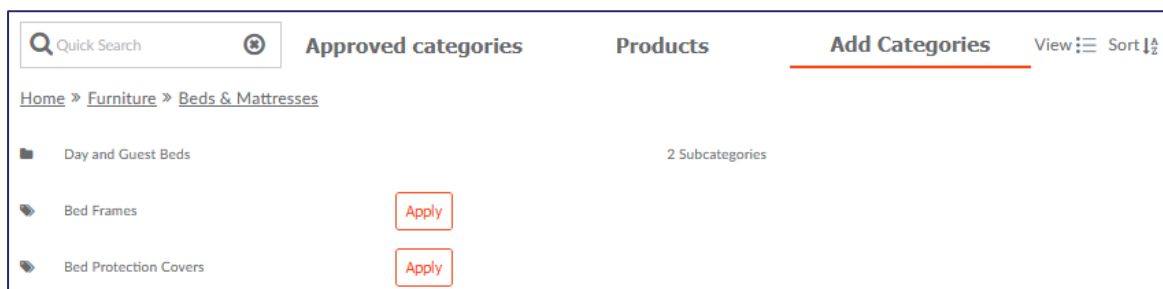 Quick Search Approved categories Products Add Categories View Sort
Home » Furniture » Beds & Mattresses
Day and Guest Beds 2 Subcategories
Bed Frames Apply
Bed Protection Covers Apply